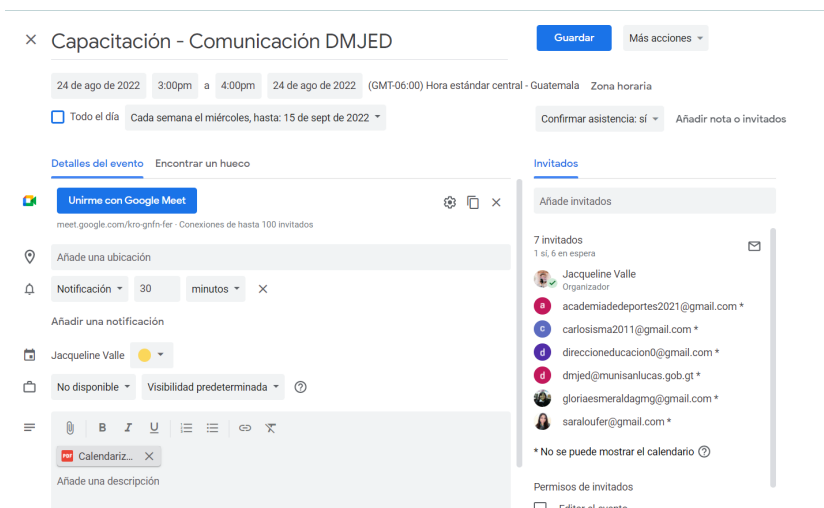 Capacitación - Comunicación DMJED
Guardar
Más acciones
24 de ago de 2022 3:00pm a 4:00pm 24 de ago de 2022 (GMT-06:00) Hora estándar central - Guatemala Zona horaria
Todo el día Cada semana el miércoles, hasta: 15 de sept de 2022
Confirmar asistencia: sí Añadir nota o invitados
Detalles del evento Encontrar un hueco
Unirme con Google Meet
meet.google.com/kro-gnfn-fer · Conexiones de hasta 100 invitados
Añade una ubicación
Notificación 30 minutos
Añadir una notificación
Jacqueline Valle
No disponible Visibilidad predeterminada
B I U
PDF Calendariz...
Añade una descripción
Invitados
Añade invitados
7 invitados
1 sí, 6 en espera
Jacqueline Valle
Organizador
a academiadedeportes2021@gmail.com *
c carlosisma2011@gmail.com *
d direccioneducacion0@gmail.com *
d dmjed@munisanlucas.gob.gt *
gloriaesmeraldagmg@gmail.com *
saraloufer@gmail.com *
* No se puede mostrar el calendario
Permisos de invitados
Editar el evento